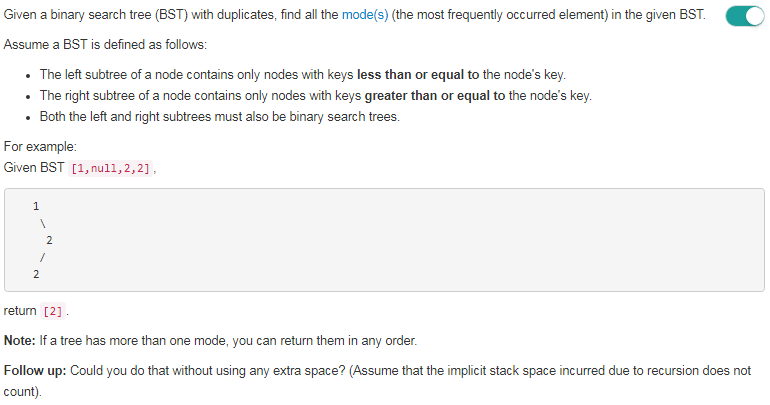 Given a binary search tree (BST) with duplicates, find all the mode(s) (the most frequently occurred element) in the given BST.
Assume a BST is defined as follows:
• The left subtree of a node contains only nodes with keys less than or equal to the node's key.
• The right subtree of a node contains only nodes with keys greater than or equal to the node's key.
• Both the left and right subtrees must also be binary search trees.
For example:
Given BST [1,null,2,2],
1
\
2
/
2
return [2].
Note: If a tree has more than one mode, you can return them in any order.
Follow up: Could you do that without using any extra space? (Assume that the implicit stack space incurred due to recursion does not
count).